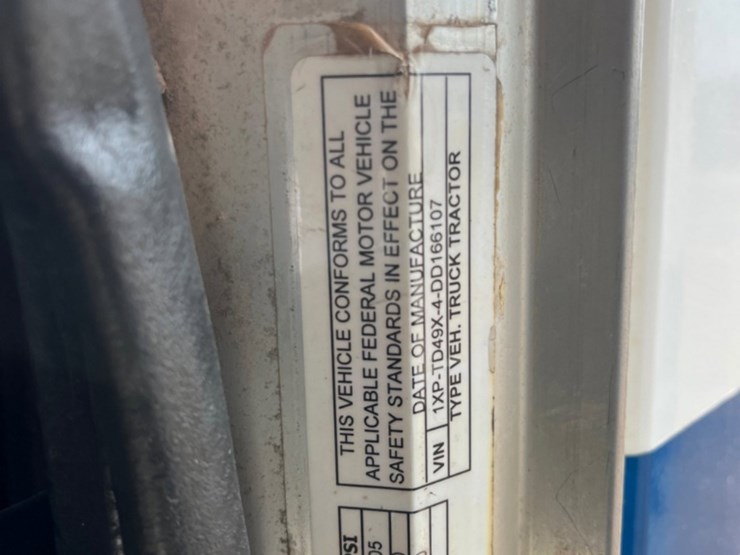 THIS VEHICLE CONFORMS TO ALL
APPLICABLE FEDERAL MOTOR VEHICLE
SAFETY STANDARDS IN EFFECT ON THE
DATE OF MANUFACTURE
VIN 1XP-TD49X-4-DD166107
TYPE VEH. TRUCK TRACTOR